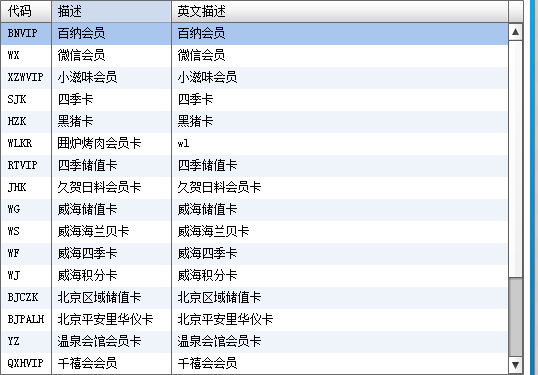 代码 描述 英文描述
BNVIP 百纳会员 百纳会员
WX 微信会员 微信会员
XZWVIP 小滋味会员 小滋味会员
SJK 四季卡 四季卡
HZK 黑猪卡 黑猪卡
WLKR 围炉烤肉会员卡 wl
RTVIP 四季储值卡 四季储值卡
JHK 久贺日料会员卡 久贺日料会员卡
WG 威海储值卡 威海储值卡
WS 威海海兰贝卡 威海海兰贝卡
WF 威海四季卡 威海四季卡
WJ 威海积分卡 威海积分卡
BJCZK 北京区域储值卡 北京区域储值卡
BJPALH 北京平安里华仪卡 北京平安里华仪卡
YZ 温泉会馆会员卡 温泉会馆会员卡
QXHVIP 千禧会会员 千禧会会员